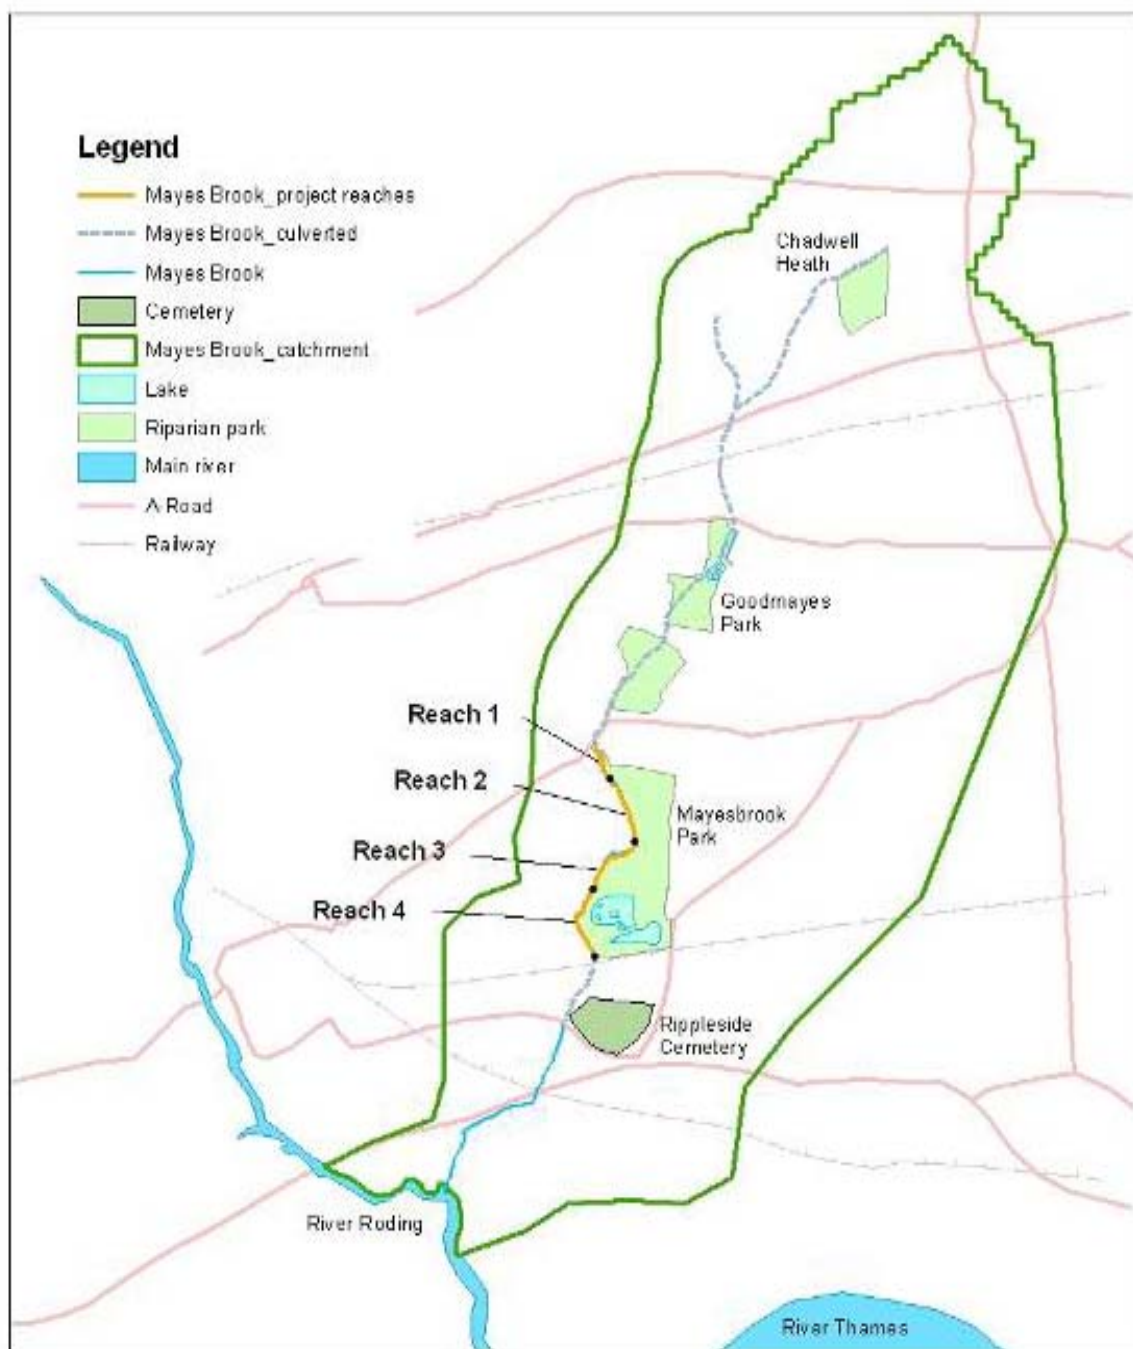 Legend
Mayes Brook_project reaches
Mayes Brook_culverted
Mayes Brook
Cemetery
Mayes Brook_catchment
Lake
Riparian park
Main river
A-Road
Railway
Chadwell
Heath
Goodmayes
Park
Reach 1
Reach 2
Mayesbrook
Park
Reach 3
Reach 4
Rippleside
Cemetery
River Roding
River Thames